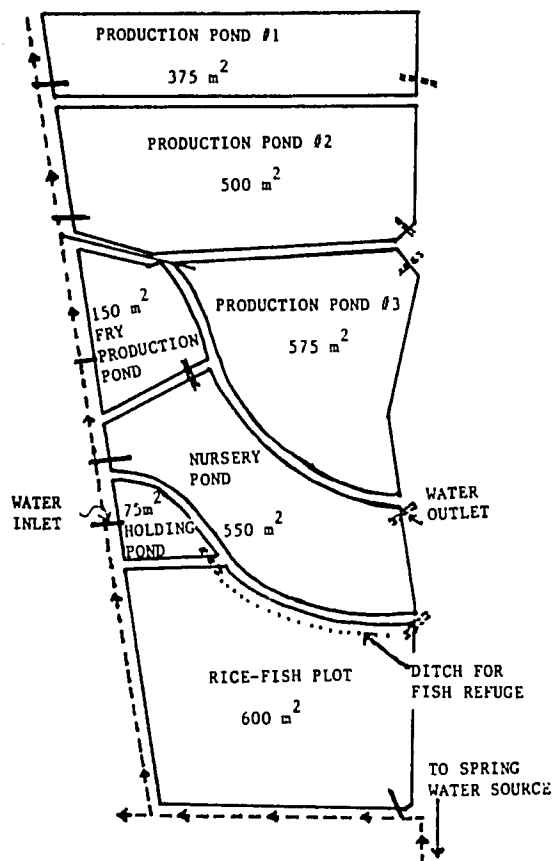 PRODUCTION POND #1
375 m²
PRODUCTION POND #2
500 m²
150 m²
FRY
PRODUCTION
POND
PRODUCTION POND #3
575 m²
NURSERY
POND
550 m²
WATER
INLET
75m²
HOLDING
POND
WATER
OUTLET
DITCH FOR
FISH REFUGE
RICE-FISH PLOT
600 m²
TO SPRING
WATER SOURCE